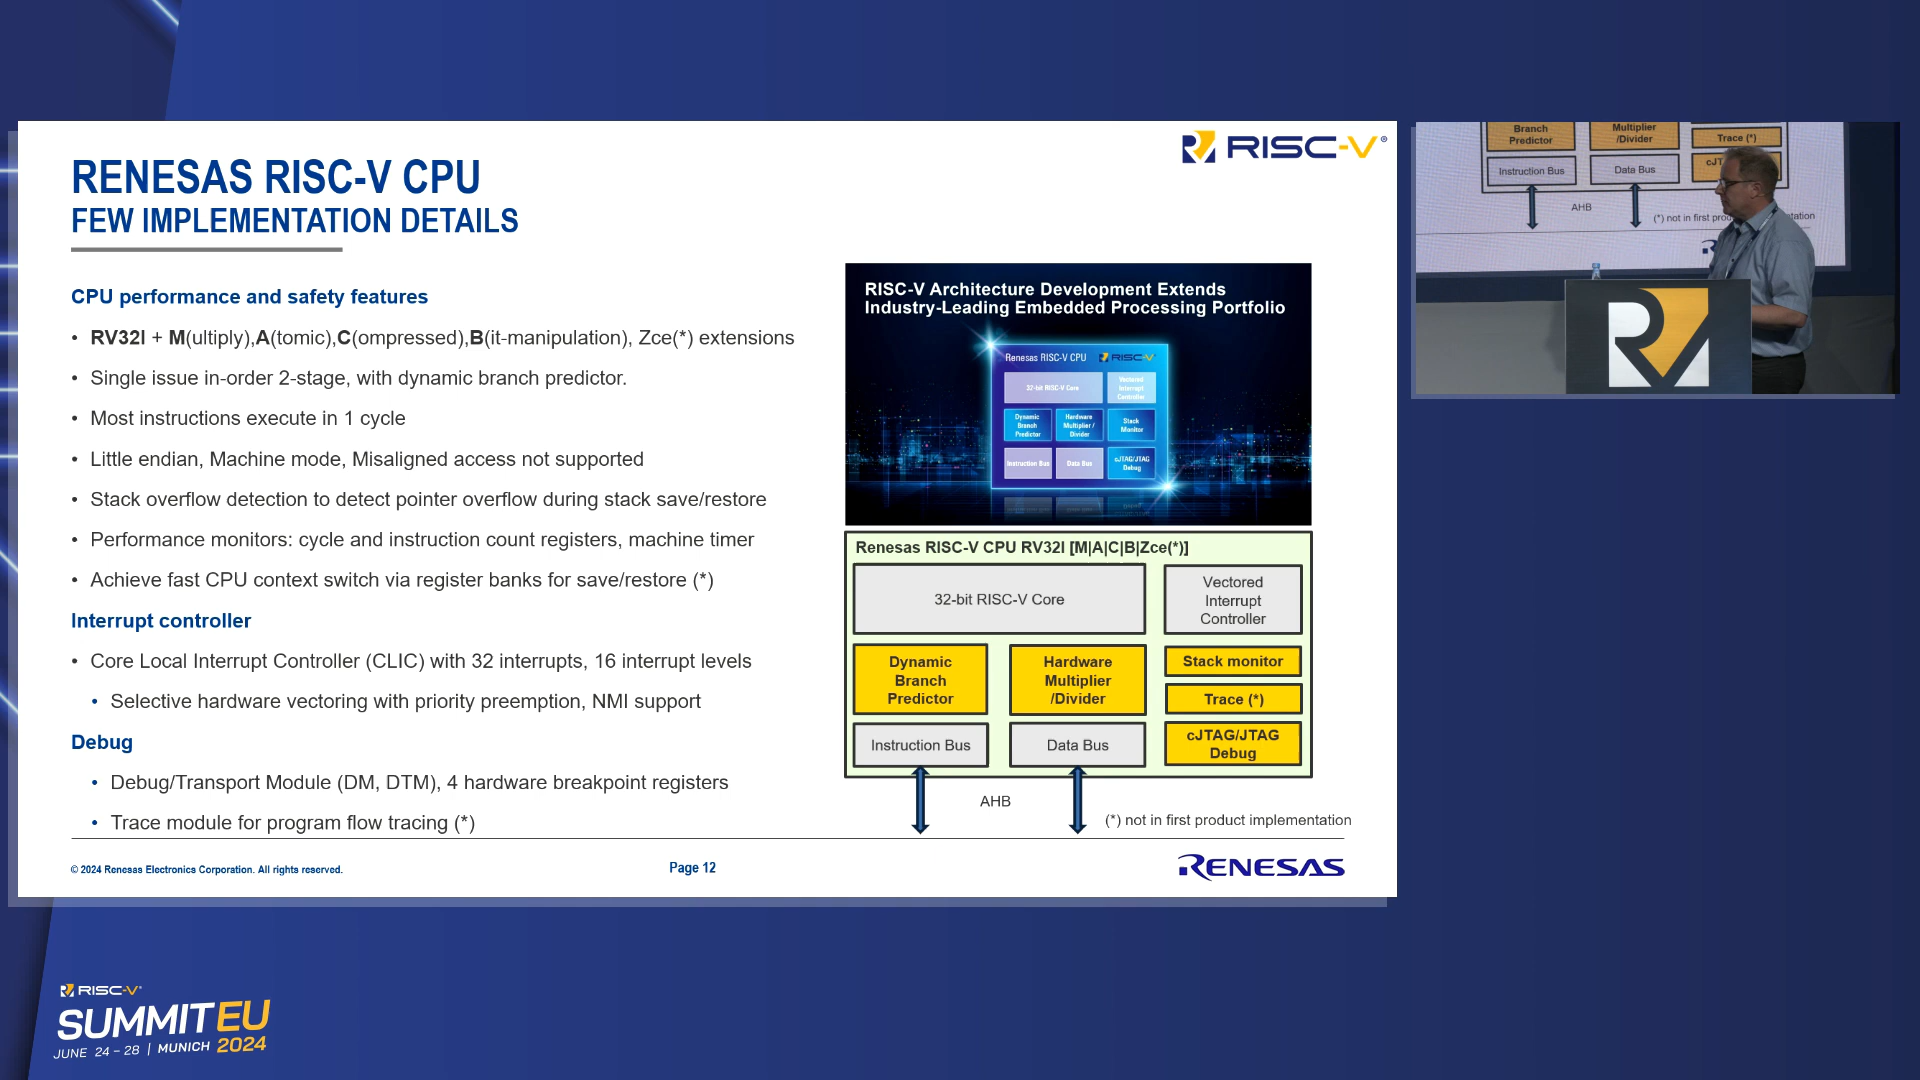 RISC-V®
RENESAS RISC-V CPU
FEW IMPLEMENTATION DETAILS
CPU performance and safety features
• RV32I + M(ultiply),A(tomic),C(ompressed),B(it-manipulation), Zce(*) extensions
• Single issue in-order 2-stage, with dynamic branch predictor.
• Most instructions execute in 1 cycle
• Little endian, Machine mode, Misaligned access not supported
• Stack overflow detection to detect pointer overflow during stack save/restore
• Performance monitors: cycle and instruction count registers, machine timer
• Achieve fast CPU context switch via register banks for save/restore (*)
Interrupt controller
• Core Local Interrupt Controller (CLIC) with 32 interrupts, 16 interrupt levels
• Selective hardware vectoring with priority preemption, NMI support
Debug
• Debug/Transport Module (DM, DTM), 4 hardware breakpoint registers
• Trace module for program flow tracing (*)
RISC-V Architecture Development Extends
Industry-Leading Embedded Processing Portfolio
Renesas RISC-V CPU
RISC-V
32-bit RISC-V Core
Vectored
Interrupt
Controller
Dynamic
Branch
Predictor
Hardware
Multiplier /
Divider
Stack
Monitor
Instruction Bus
Data Bus
cJTAG/JTAG
Debug
Renesas RISC-V CPU RV32I [M|A|C|B|Zce(*)]
32-bit RISC-V Core
Vectored
Interrupt
Controller
Dynamic
Branch
Predictor
Hardware
Multiplier
/Divider
Stack monitor
Trace (*)
Instruction Bus
Data Bus
cJTAG/JTAG
Debug
AHB
(*) not in first product implementation
© 2024 Renesas Electronics Corporation. All rights reserved.
Page 12
RENESAS
Branch
Predictor
Multiplier
/Divider
Trace (*)
Instruction Bus
Data Bus
AHB
(*) not in first
RISC-V®
SUMMIT EU
JUNE 24 - 28 | MUNICH 2024